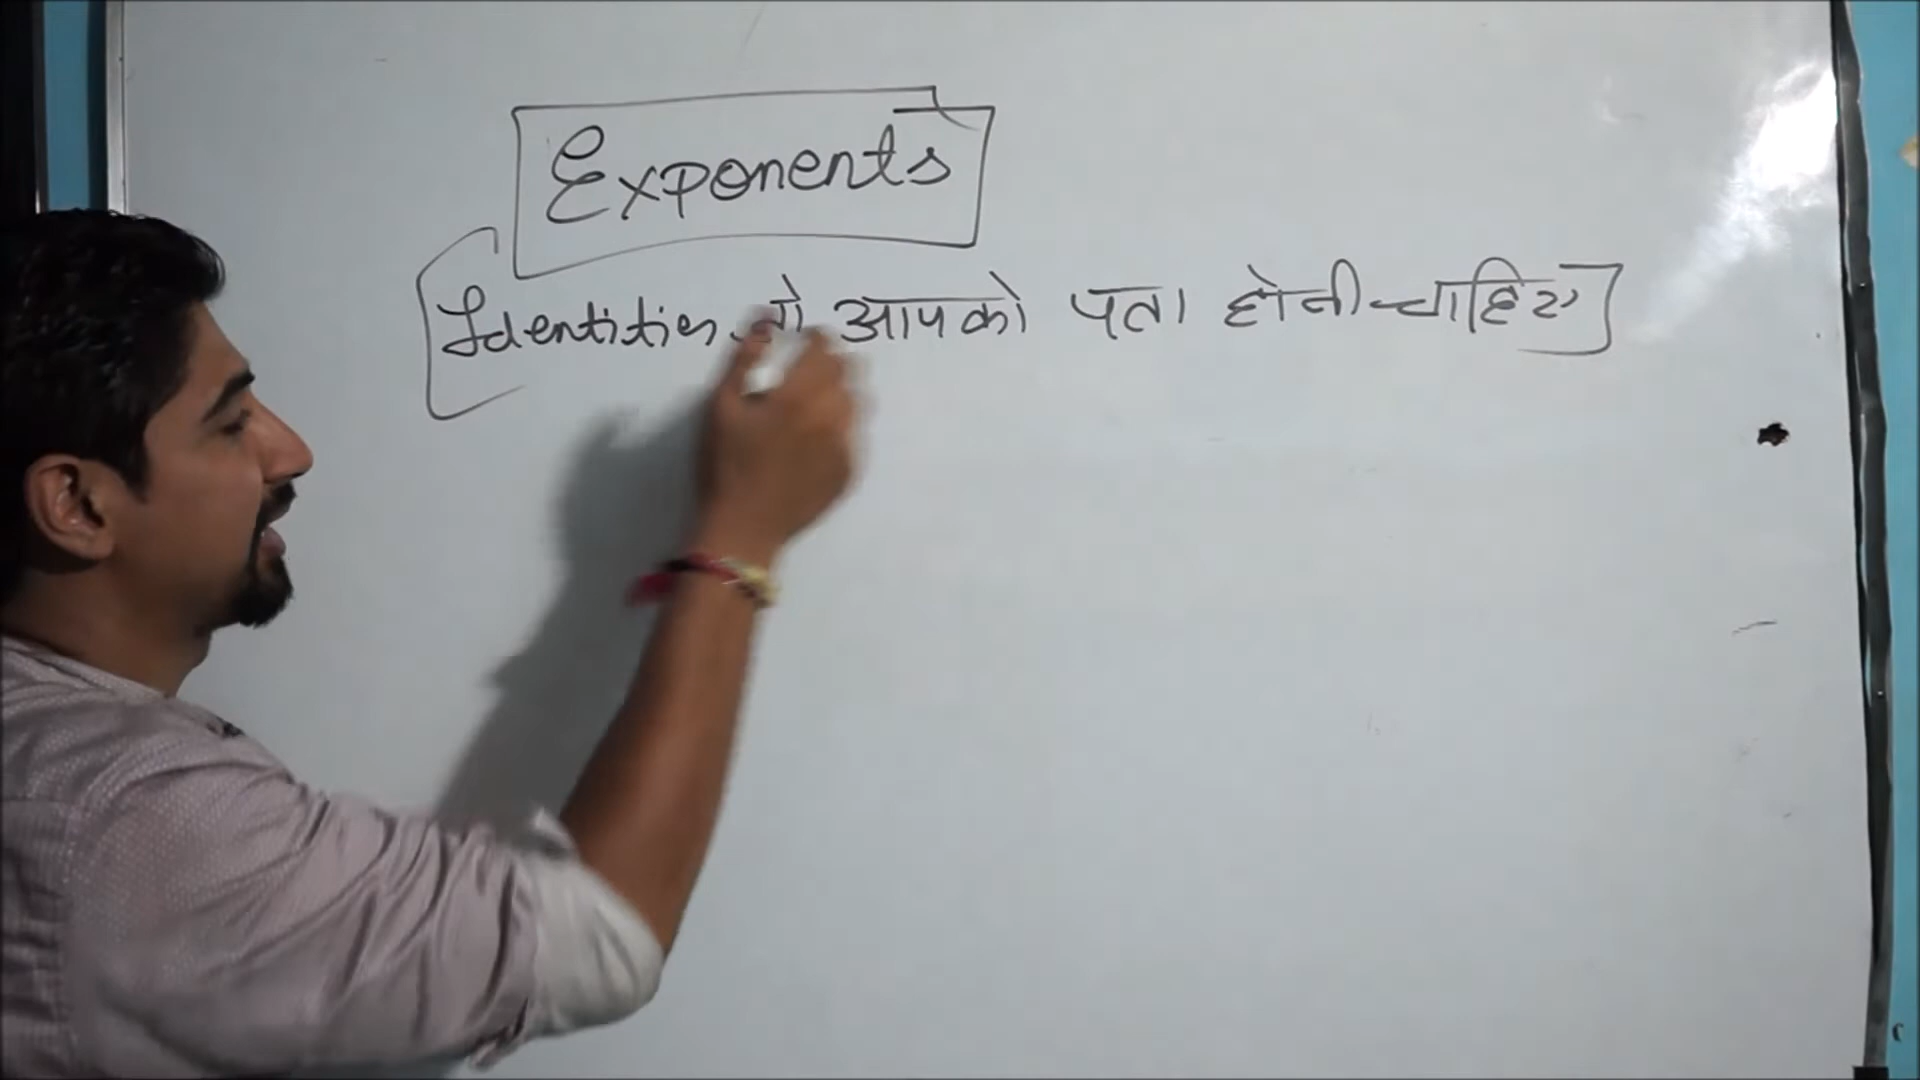 Exponents
Identities तो आपको पता होनी चाहिए